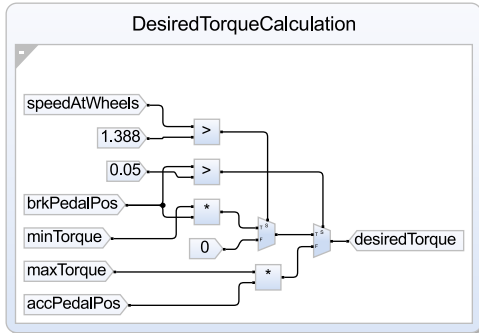 DesiredTorqueCalculation
-
speedAtWheels
1.388
>
0.05
>
brkPedalPos
*
T S
F
T S
F
minTorque
0
desiredTorque
maxTorque
*
accPedalPos